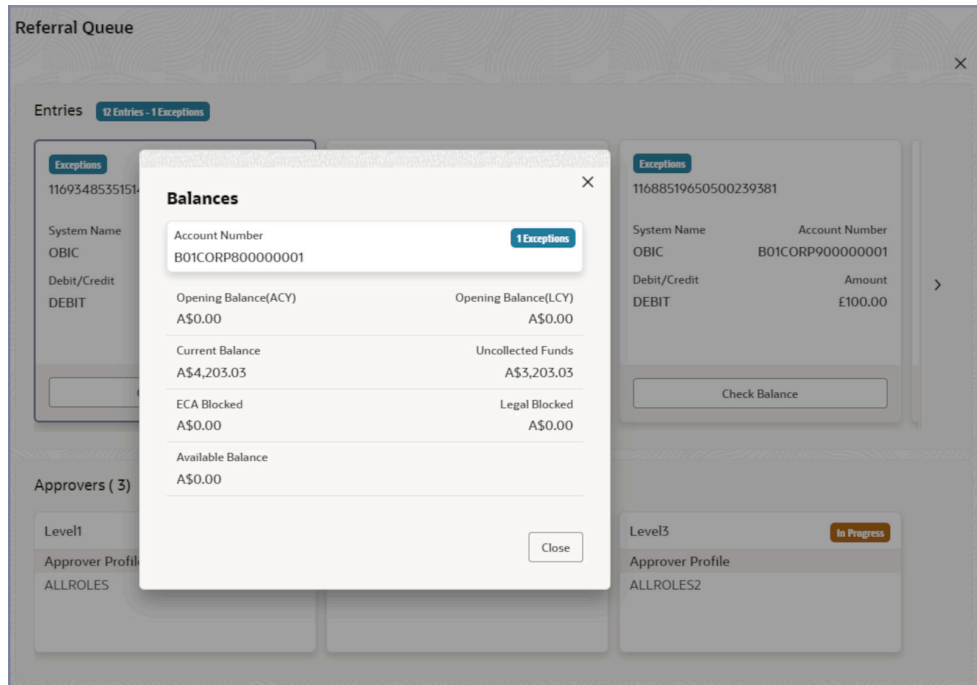 Referral Queue
Entries 12 Entries - 1 Exceptions
Exceptions
System Name
OBIC
Debit/Credit
DEBIT
Balances
Account Number 1 Exceptions
B01CORP800000001
Opening Balance(ACY) Opening Balance(LCY)
A$0.00 A$0.00
Current Balance Uncollected Funds
A$4,203.03 A$3,203.03
ECA Blocked Legal Blocked
A$0.00 A$0.00
Available Balance
A$0.00
Close
Exceptions
11688519650500239381
System Name Account Number
OBIC B01CORP900000001
Debit/Credit Amount
DEBIT £100.00
Check Balance
Approvers ( 3)
Level1
Approver
ALLROLES
Level3 In Progress
Approver Profile
ALLROLES2